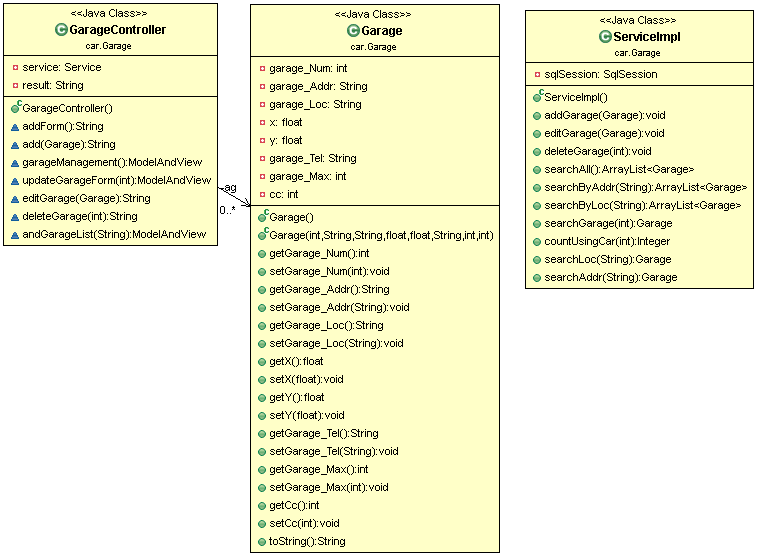 <<Java Class>>
GarageController
car.Garage
service: Service
result: String
GarageController()
addForm():String
add(Garage):String
garageManagement():ModelAndView
updateGarageForm(int):ModelAndView
editGarage(Garage):String
deleteGarage(int):String
andGarageList(String):ModelAndView
-ag
0..*
<<Java Class>>
Garage
car.Garage
garage_Num: int
garage_Addr: String
garage_Loc: String
x: float
y: float
garage_Tel: String
garage_Max: int
cc: int
Garage()
Garage(int,String,String,float,float,String,int,int)
getGarage_Num():int
setGarage_Num(int):void
getGarage_Addr():String
setGarage_Addr(String):void
getGarage_Loc():String
setGarage_Loc(String):void
getX():float
setX(float):void
getY():float
setY(float):void
getGarage_Tel():String
setGarage_Tel(String):void
getGarage_Max():int
setGarage_Max(int):void
getCc():int
setCc(int):void
toString():String
<<Java Class>>
ServiceImpl
car.Garage
sqlSession: SqlSession
ServiceImpl()
addGarage(Garage):void
editGarage(Garage):void
deleteGarage(int):void
searchAll():ArrayList<Garage>
searchByAddr(String):ArrayList<Garage>
searchByLoc(String):ArrayList<Garage>
searchGarage(int):Garage
countUsingCar(int):Integer
searchLoc(String):Garage
searchAddr(String):Garage